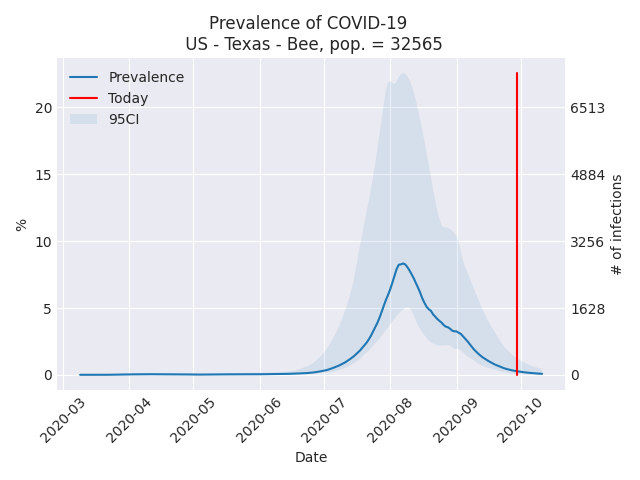 Prevalence of COVID-19
US - Texas - Bee, pop. = 32565
Prevalence
Today
95CI
20
15
10
5
0
%
6513
4884
3256
1628
0
# of infections
2020-03
2020-04
2020-05
2020-06
2020-07
2020-08
2020-09
2020-10
Date